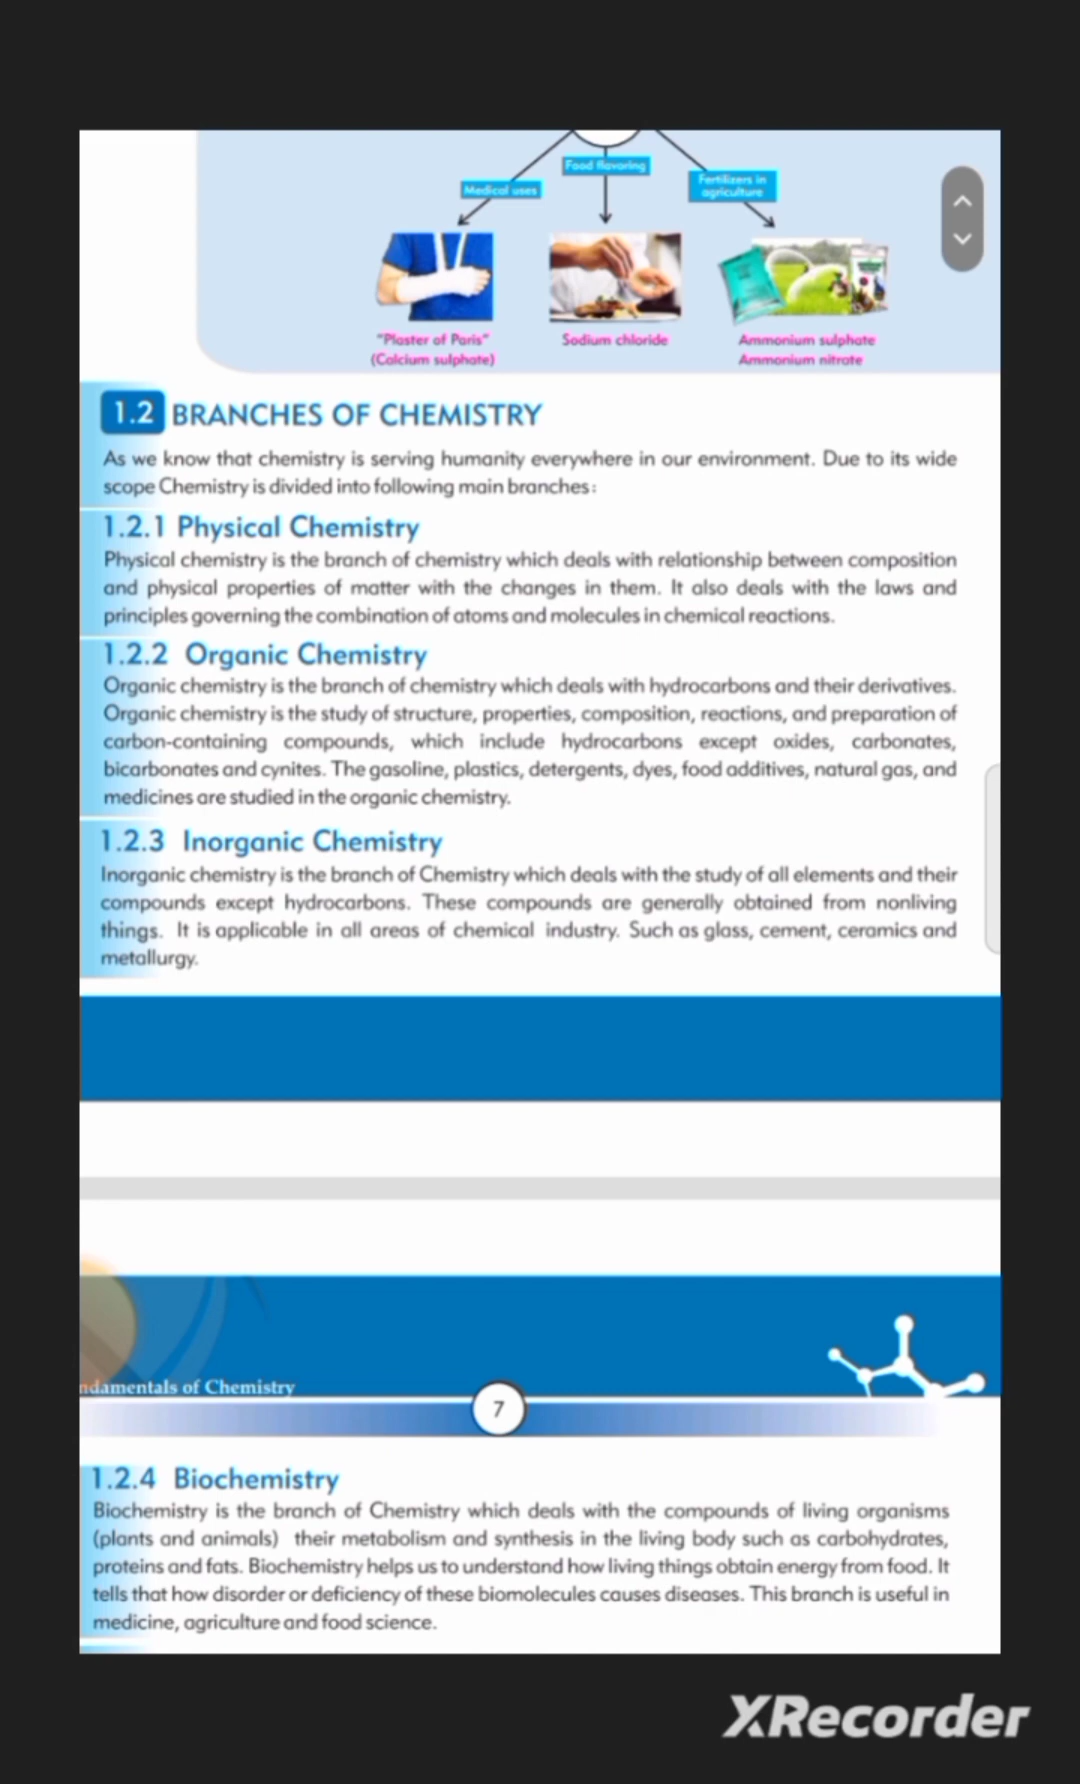 Food flavoring
Medical uses
Fertilizers in
agriculture
"Plaster of Paris"
(Calcium sulphate)
Sodium chloride
Ammonium sulphate
Ammonium nitrate
1.2 BRANCHES OF CHEMISTRY
As we know that chemistry is serving humanity everywhere in our environment. Due to its wide
scope Chemistry is divided into following main branches:
1.2.1 Physical Chemistry
Physical chemistry is the branch of chemistry which deals with relationship between composition
and physical properties of matter with the changes in them. It also deals with the laws and
principles governing the combination of atoms and molecules in chemical reactions.
1.2.2 Organic Chemistry
Organic chemistry is the branch of chemistry which deals with hydrocarbons and their derivatives.
Organic chemistry is the study of structure, properties, composition, reactions, and preparation of
carbon-containing compounds, which include hydrocarbons except oxides, carbonates,
bicarbonates and cynites. The gasoline, plastics, detergents, dyes, food additives, natural gas, and
medicines are studied in the organic chemistry.
1.2.3 Inorganic Chemistry
Inorganic chemistry is the branch of Chemistry which deals with the study of all elements and their
compounds except hydrocarbons. These compounds are generally obtained from nonliving
things. It is applicable in all areas of chemical industry. Such as glass, cement, ceramics and
metallurgy.
ndamentals of Chemistry
7
1.2.4 Biochemistry
Biochemistry is the branch of Chemistry which deals with the compounds of living organisms
(plants and animals) their metabolism and synthesis in the living body such as carbohydrates,
proteins and fats. Biochemistry helps us to understand how living things obtain energy from food. It
tells that how disorder or deficiency of these biomolecules causes diseases. This branch is useful in
medicine, agriculture and food science.
XRecorder